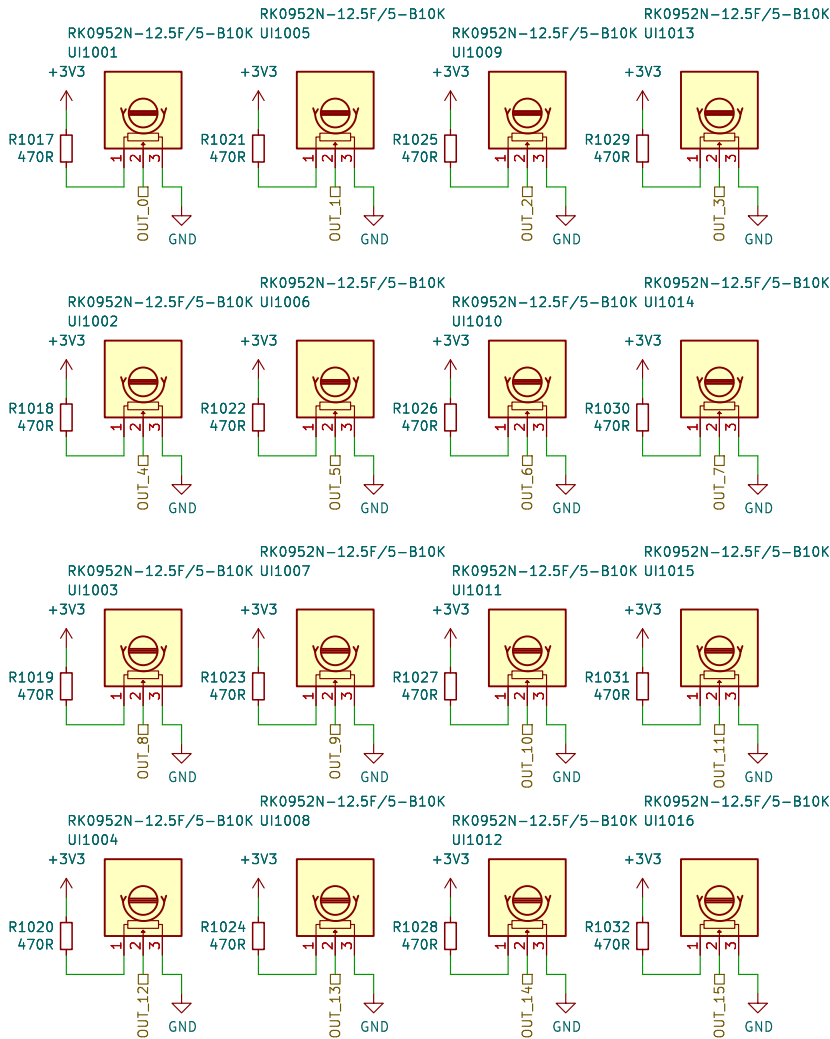 RK0952N-12.5F/5-B10K
UI1001
+3V3
R1017
470R
1
2
3
OUT_0
GND
RK0952N-12.5F/5-B10K
UI1005
+3V3
R1021
470R
1
2
3
OUT_1
GND
RK0952N-12.5F/5-B10K
UI1009
+3V3
R1025
470R
1
2
3
OUT_2
GND
RK0952N-12.5F/5-B10K
UI1013
+3V3
R1029
470R
1
2
3
OUT_3
GND
RK0952N-12.5F/5-B10K
UI1002
+3V3
R1018
470R
1
2
3
OUT_4
GND
RK0952N-12.5F/5-B10K
UI1006
+3V3
R1022
470R
1
2
3
OUT_5
GND
RK0952N-12.5F/5-B10K
UI1010
+3V3
R1026
470R
1
2
3
OUT_6
GND
RK0952N-12.5F/5-B10K
UI1014
+3V3
R1030
470R
1
2
3
OUT_7
GND
RK0952N-12.5F/5-B10K
UI1003
+3V3
R1019
470R
1
2
3
OUT_8
GND
RK0952N-12.5F/5-B10K
UI1007
+3V3
R1023
470R
1
2
3
OUT_9
GND
RK0952N-12.5F/5-B10K
UI1011
+3V3
R1027
470R
1
2
3
OUT_10
GND
RK0952N-12.5F/5-B10K
UI1015
+3V3
R1031
470R
1
2
3
OUT_11
GND
RK0952N-12.5F/5-B10K
UI1004
+3V3
R1020
470R
1
2
3
OUT_12
GND
RK0952N-12.5F/5-B10K
UI1008
+3V3
R1024
470R
1
2
3
OUT_13
GND
RK0952N-12.5F/5-B10K
UI1012
+3V3
R1028
470R
1
2
3
OUT_14
GND
RK0952N-12.5F/5-B10K
UI1016
+3V3
R1032
470R
1
2
3
OUT_15
GND